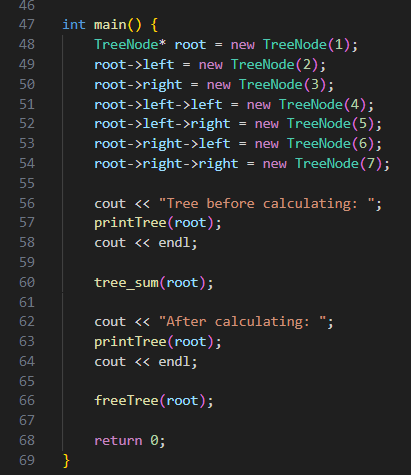 46
47 int main() {
48     TreeNode* root = new TreeNode(1);
49     root->left = new TreeNode(2);
50     root->right = new TreeNode(3);
51     root->left->left = new TreeNode(4);
52     root->left->right = new TreeNode(5);
53     root->right->left = new TreeNode(6);
54     root->right->right = new TreeNode(7);
55
56     cout << "Tree before calculating: ";
57     printTree(root);
58     cout << endl;
59
60     tree_sum(root);
61
62     cout << "After calculating: ";
63     printTree(root);
64     cout << endl;
65
66     freeTree(root);
67
68     return 0;
69 }